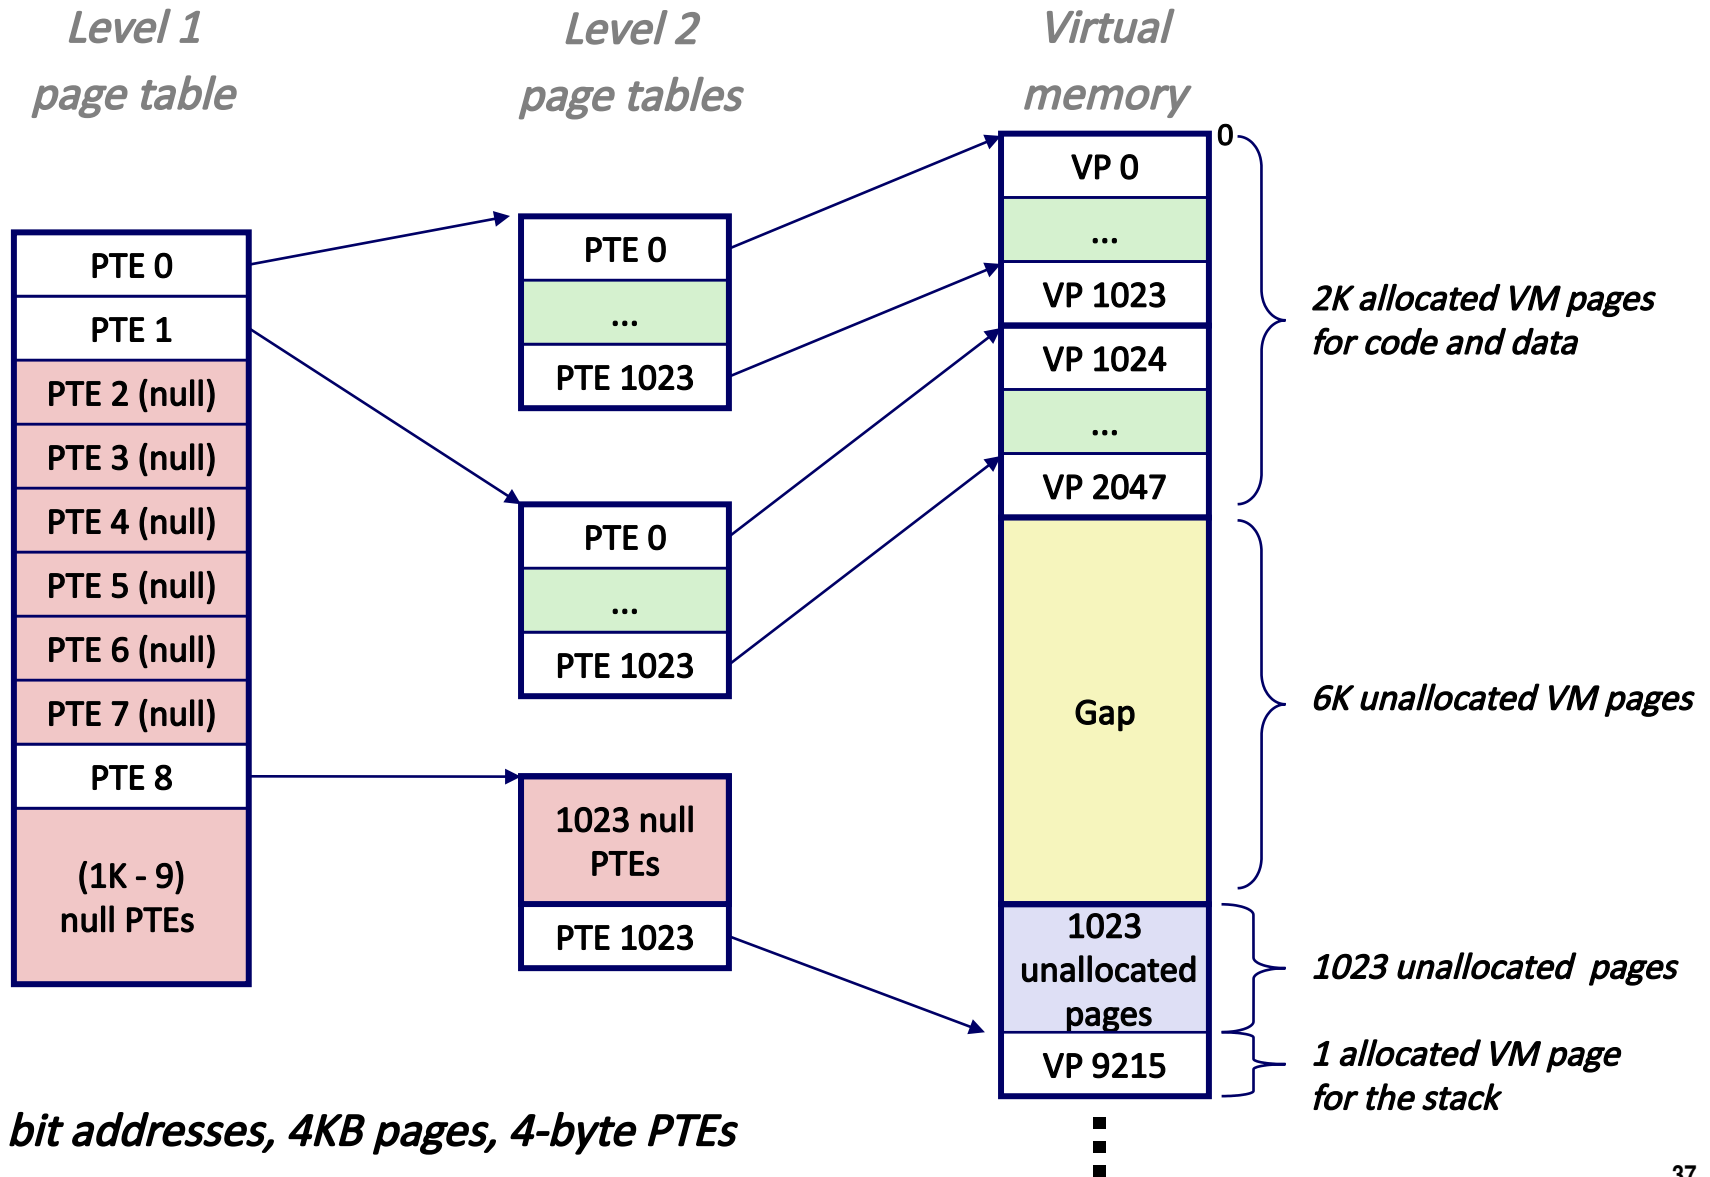 Level 1
page table
Level 2
page tables
Virtual
memory
PTE 0
PTE 1
PTE 2 (null)
PTE 3 (null)
PTE 4 (null)
PTE 5 (null)
PTE 6 (null)
PTE 7 (null)
PTE 8
(1K - 9)
null PTEs
PTE 0
...
PTE 1023
PTE 0
...
PTE 1023
1023 null
PTEs
PTE 1023
0
VP 0
...
VP 1023
VP 1024
...
VP 2047
Gap
1023
unallocated
pages
VP 9215
2K allocated VM pages
for code and data
6K unallocated VM pages
1023 unallocated  pages
1 allocated VM page
for the stack
bit addresses, 4KB pages, 4-byte PTEs
37